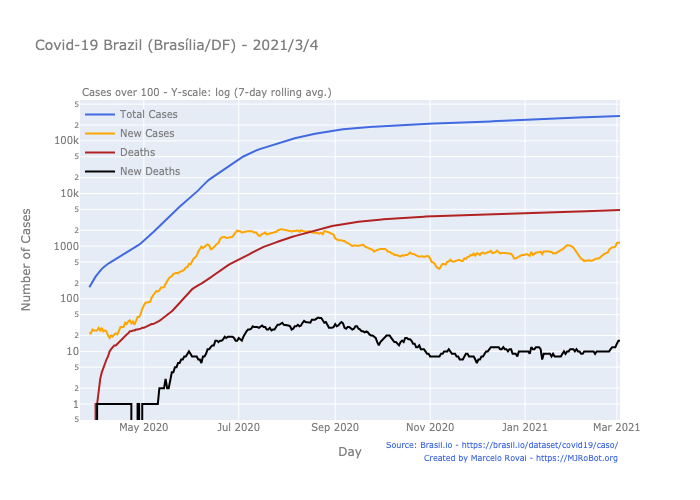 Covid-19 Brazil (Brasília/DF) - 2021/3/4
Cases over 100 - Y-scale: log (7-day rolling avg.)
Total Cases
New Cases
Deaths
New Deaths
Number of Cases
5
2
100k
5
2
10k
5
2
1000
5
2
100
5
2
10
5
2
1
5
May 2020
Jul 2020
Sep 2020
Nov 2020
Jan 2021
Mar 2021
Day
Source: Brasil.io - https://brasil.io/dataset/covid19/caso/
Created by Marcelo Rovai - https://MJRoBot.org